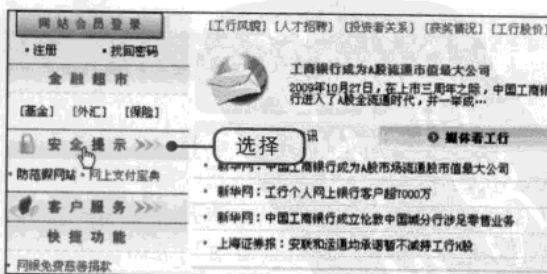 网站会员登录
·注册 ·找回密码
金融超市
[基金] [外汇] [保险]
安全提示 >>>
·防范假网站 ·网上支付宝典
客户服务 >>>
快捷功能
·网银免费慈善捐款
[工行风貌] [人才招聘] [投资者关系] [获奖情况] [工行股价]
工商银行成为A股流通市值最大公司
2009年10月27日，在上市三周年之际，中国工商银
行进入了A股全流通时代，并一举成…
选择
讯
媒体看工行
·新华网：中国工商银行成为A股市场流通股市值最大公司
·新华网：工行个人网上银行客户超7000万
·新华网：中国工商银行成立伦敦中国城分行涉足零售业务
·上海证券报：安联和运通均承诺暂不减持工行H股